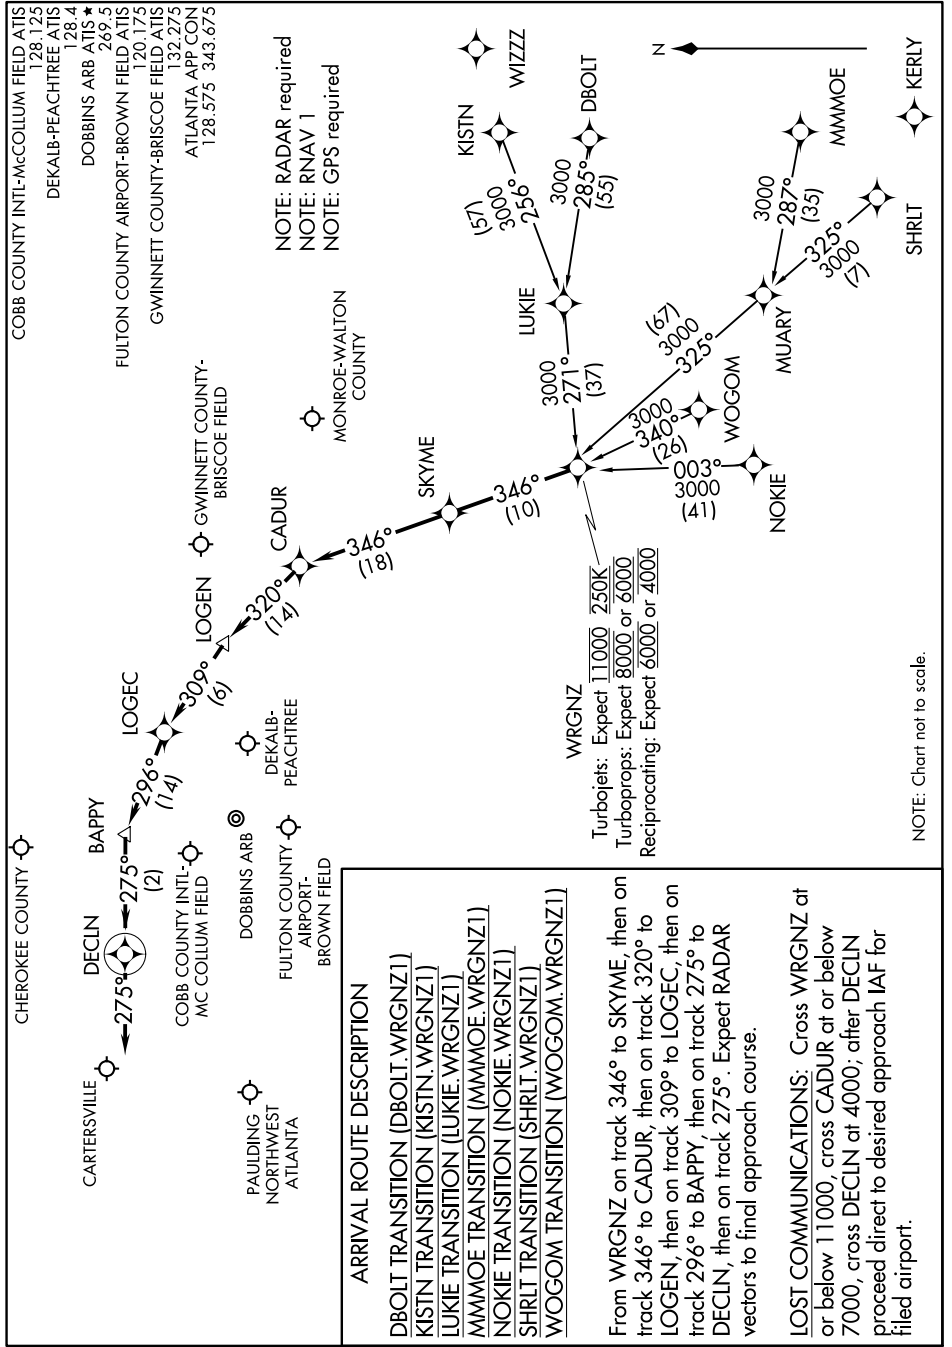 COBB COUNTY INTL-McCOLLUM FIELD ATIS
128.125
DEKALB-PEACHTREE ATIS
128.4
DOBBINS ARB ATIS ★
269.5
FULTON COUNTY AIRPORT-BROWN FIELD ATIS
120.175
GWINNETT COUNTY-BRISCOE FIELD ATIS
132.275
ATLANTA APP CON
128.575 343.675
NOTE: RADAR required
NOTE: RNAV 1
NOTE: GPS required
CHEROKEE COUNTY
CARTERSVILLE
275°
DECLN
275°
(2)
BAPPY
296°
(14)
LOGEC
309°
(6)
LOGEN
320°
(14)
CADUR
346°
(18)
SKYME
346°
(10)
GWINNETT COUNTY-
BRISCOE FIELD
MONROE-WALTON
COUNTY
COBB COUNTY INTL-
MC COLLUM FIELD
DOBBINS ARB
DEKALB-
PEACHTREE
FULTON COUNTY
AIRPORT-
BROWN FIELD
PAULDING
NORTHWEST
ATLANTA
N
WIZZZ
KISTN
(57)
3000
256°
DBOLT
3000
285°
(55)
LUKIE
3000
271°
(37)
MMMOE
3000
287°
(35)
KERLY
SHRLT
325°
3000
(7)
MUARY
(67)
3000
325°
WOGOM
3000
340°
(26)
NOKIE
003°
3000
(41)
WRGNZ
Turbojets: Expect 11000 250K
Turboprops: Expect 8000 or 6000
Reciprocating: Expect 6000 or 4000
NOTE: Chart not to scale.
ARRIVAL ROUTE DESCRIPTION
DBOLT TRANSITION (DBOLT.WRGNZ1)
KISTN TRANSITION (KISTN.WRGNZ1)
LUKIE TRANSITION (LUKIE.WRGNZ1)
MMMOE TRANSITION (MMMOE.WRGNZ1)
NOKIE TRANSITION (NOKIE.WRGNZ1)
SHRLT TRANSITION (SHRLT.WRGNZ1)
WOGOM TRANSITION (WOGOM.WRGNZ1)
From WRGNZ on track 346° to SKYME, then on
track 346° to CADUR, then on track 320° to
LOGEN, then on track 309° to LOGEC, then on
track 296° to BAPPY, then on track 275° to
DECLN, then on track 275°. Expect RADAR
vectors to final approach course.
LOST COMMUNICATIONS: Cross WRGNZ at
or below 11000, cross CADUR at or below
7000, cross DECLN at 4000, after DECLN
proceed direct to desired approach IAF for
filed airport.